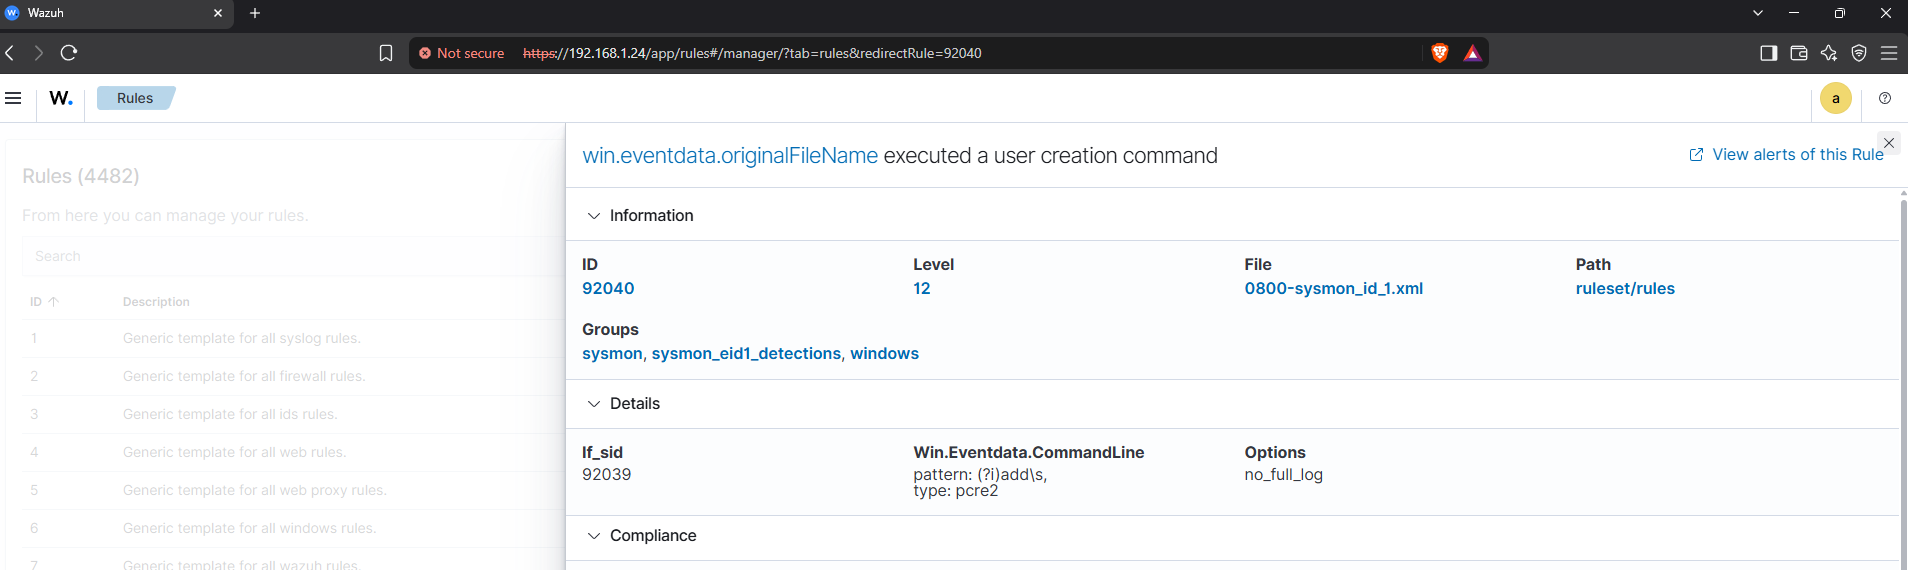 Wazuh
Not secure https://192.168.1.24/app/rules#/manager/?tab=rules&redirectRule=92040
W. Rules a
Rules (4482)
From here you can manage your rules.
Search
ID Description
1 Generic template for all syslog rules.
2 Generic template for all firewall rules.
3 Generic template for all ids rules.
4 Generic template for all web rules.
5 Generic template for all web proxy rules.
6 Generic template for all windows rules.
7 Generic template for all wazuh rules.
win.eventdata.originalFileName executed a user creation command
View alerts of this Rule
Information
ID Level File Path
92040 12 0800-sysmon_id_1.xml ruleset/rules
Groups
sysmon, sysmon_eid1_detections, windows
Details
If_sid Win.Eventdata.CommandLine Options
92039 pattern: (?i)add\s, no_full_log
type: pcre2
Compliance